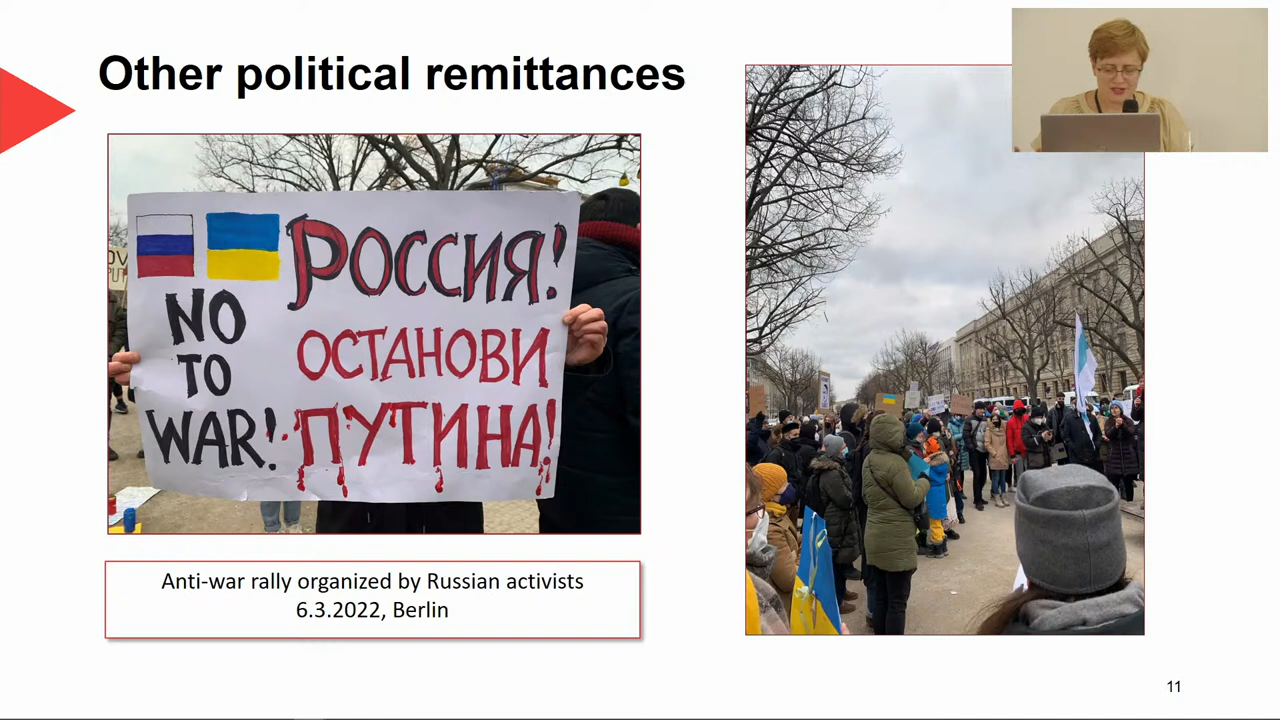 Other political remittances
NO
TO
WAR!
РОССИЯ!
ОСТАНОВИ
ПУТИНА!
Anti-war rally organized by Russian activists
6.3.2022, Berlin
11